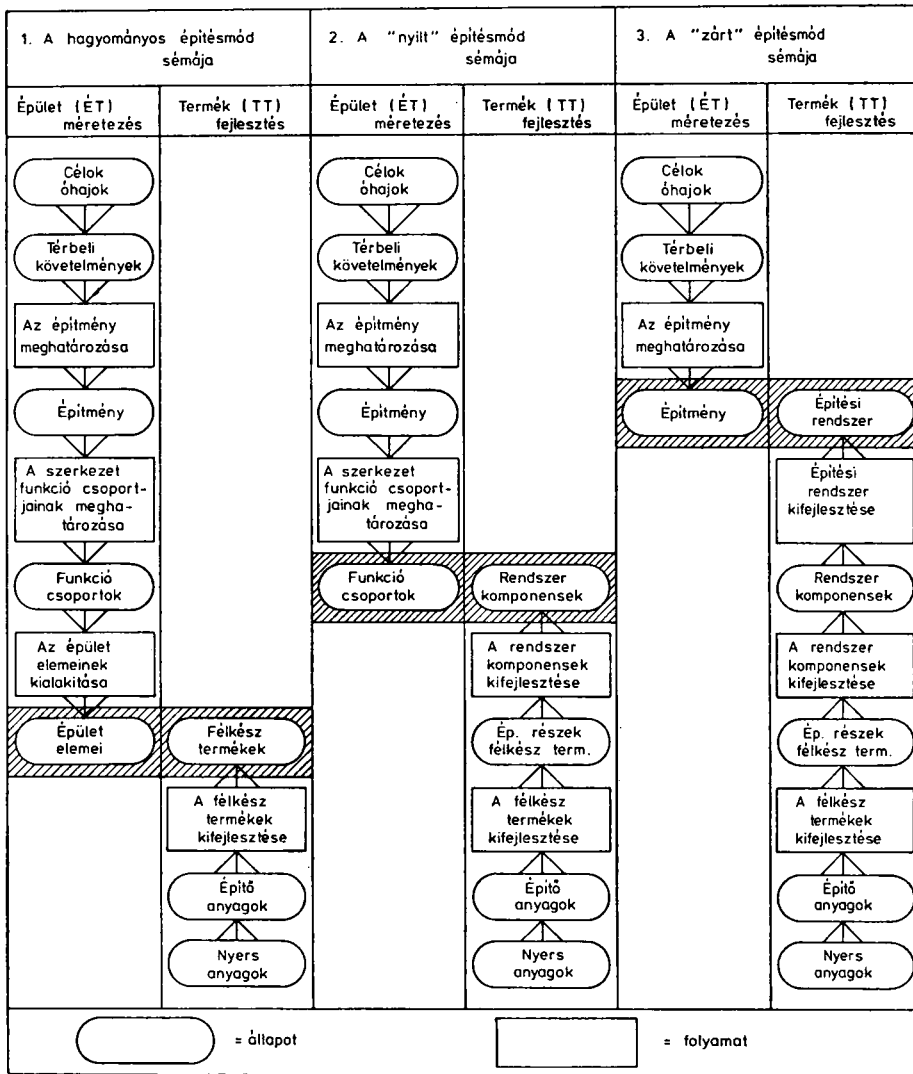 1. A hagyományos építésmód
sémája
Épület (ÉT)
méretezés
Termék (TT)
fejlesztés
Célok
óhajok
Térbeli
követelmények
Az építmény
meghatározása
Építmény
A szerkezet
funkció csoport-
jainak megha-
tározása
Funkció
csoportok
Az épület
elemeinek
kialakítása
Épület
elemei
Félkész
termékek
A félkész
termékek
kifejlesztése
Építő
anyagok
Nyers
anyagok
2. A "nyílt" építésmód
sémája
Épület (ÉT)
méretezés
Termék (TT)
fejlesztés
Célok
óhajok
Térbeli
követelmények
Az építmény
meghatározása
Építmény
A szerkezet
funkció csoport-
jainak megha-
tározása
Funkció
csoportok
Rendszer
komponensek
A rendszer
komponensek
kifejlesztése
Ép. részek
félkész term.
A félkész
termékek
kifejlesztése
Építő
anyagok
Nyers
anyagok
3. A "zárt" építésmód
sémája
Épület (ÉT)
méretezés
Termék (TT)
fejlesztés
Célok
óhajok
Térbeli
követelmények
Az építmény
meghatározása
Építmény
Építési
rendszer
Építési
rendszer
kifejlesztése
Rendszer
komponensek
A rendszer
komponensek
kifejlesztése
Ép. részek
félkész term.
A félkész
termékek
kifejlesztése
Építő
anyagok
Nyers
anyagok
= állapot
= folyamat